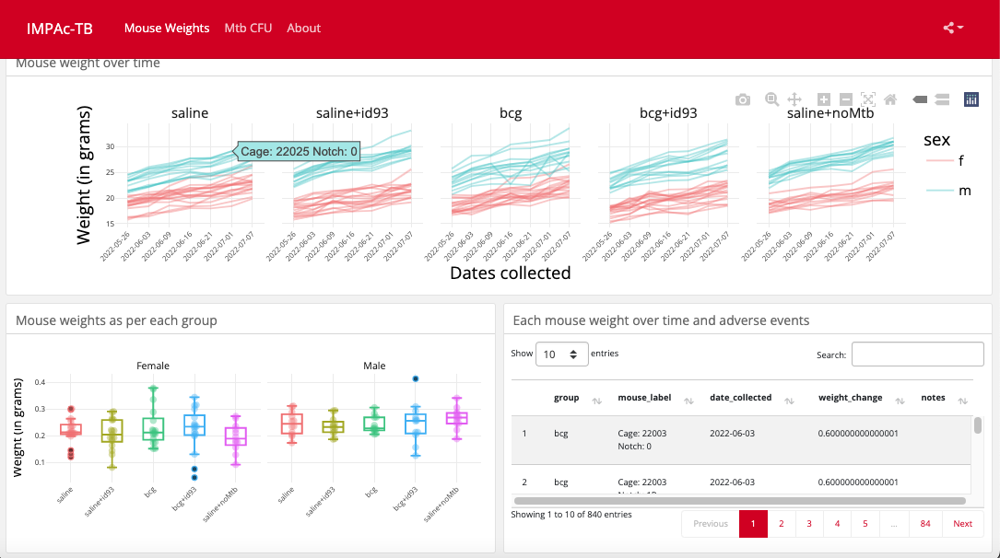 IMPAc-TB Mouse Weights Mtb CFU About
Mouse weight over time
saline saline+id93 bcg bcg+id93 saline+noMtb
Cage: 22025 Notch: 0
Weight (in grams)
30
25
20
15
2022-05-26 2022-06-03 2022-06-09 2022-06-16 2022-06-21 2022-07-01 2022-07-07
2022-05-26 2022-06-03 2022-06-09 2022-06-16 2022-06-21 2022-07-01 2022-07-07
2022-05-26 2022-06-03 2022-06-09 2022-06-16 2022-06-21 2022-07-01 2022-07-07
2022-05-26 2022-06-03 2022-06-09 2022-06-16 2022-06-21 2022-07-01 2022-07-07
2022-05-26 2022-06-03 2022-06-09 2022-06-16 2022-06-21 2022-07-01 2022-07-07
Dates collected
sex
f
m
Mouse weights as per each group
Female Male
Weight (in grams)
0.4
0.3
0.2
0.1
saline saline+id93 bcg bcg+id93 saline+noMtb
saline saline+id93 bcg bcg+id93 saline+noMtb
Each mouse weight over time and adverse events
Show 10 entries Search:
group mouse_label date_collected weight_change notes
1 bcg Cage: 22003 2022-06-03 0.600000000000001
Notch: 0
2 bcg Cage: 22003 2022-06-03 0.600000000000001
Showing 1 to 10 of 840 entries
Previous 1 2 3 4 5 ... 84 Next